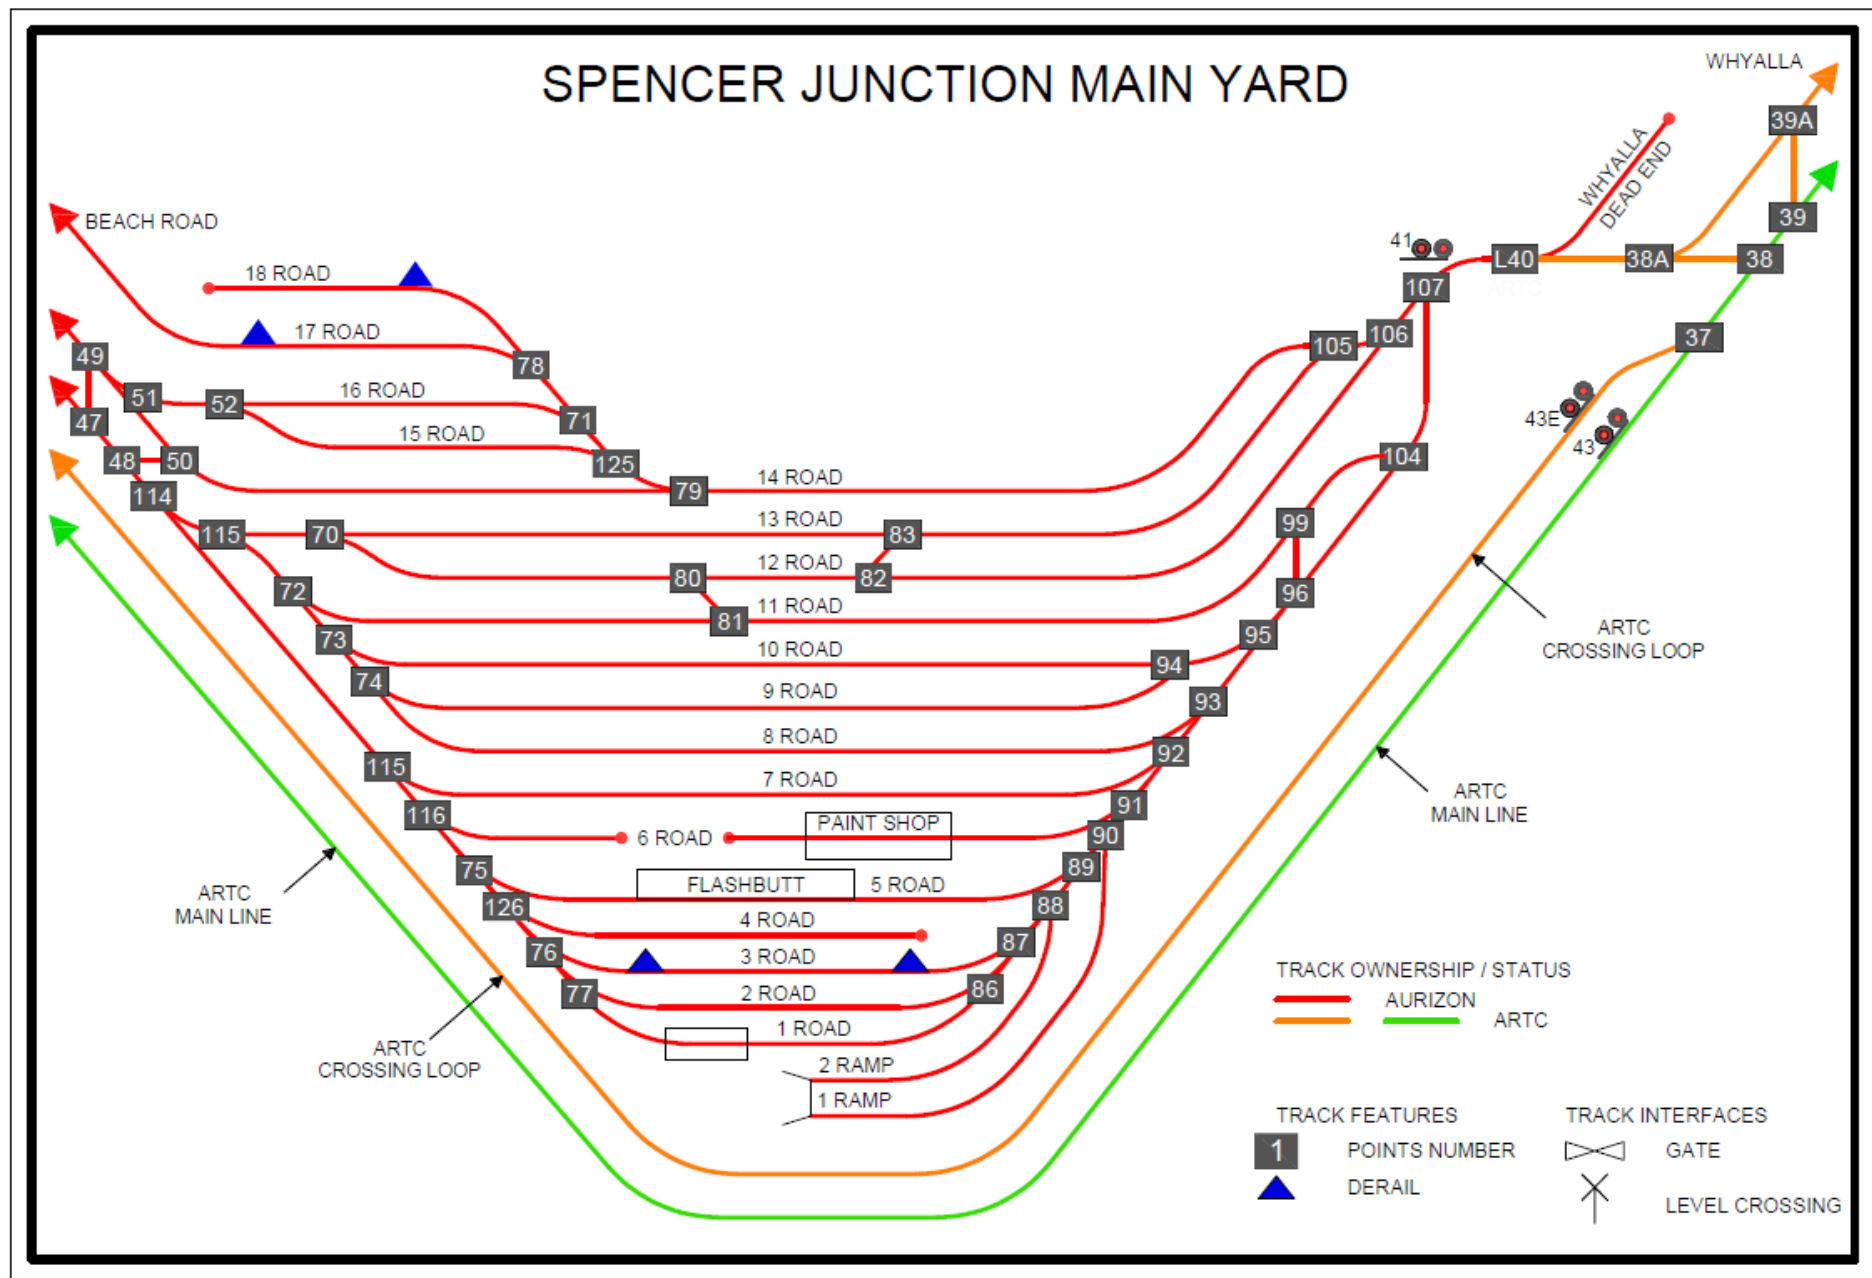 SPENCER JUNCTION MAIN YARD
WHYALLA
39A
WHYALLA
DEAD END
39
BEACH ROAD
41
L40
38A
38
ARTC
18 ROAD
107
17 ROAD
106
105
37
49
78
51
52
16 ROAD
43E
43
47
71
15 ROAD
48
50
125
104
114
79
14 ROAD
13 ROAD
99
115
70
83
12 ROAD
80
82
72
11 ROAD
96
81
73
10 ROAD
95
94
ARTC
CROSSING LOOP
74
9 ROAD
93
8 ROAD
92
115
7 ROAD
ARTC
MAIN LINE
116
91
PAINT SHOP
6 ROAD
90
75
89
FLASHBUTT
5 ROAD
ARTC
MAIN LINE
126
88
4 ROAD
76
87
3 ROAD
77
86
2 ROAD
1 ROAD
ARTC
CROSSING LOOP
2 RAMP
1 RAMP
TRACK OWNERSHIP / STATUS
AURIZON
ARTC
TRACK FEATURES
1
POINTS NUMBER
DERAIL
TRACK INTERFACES
GATE
LEVEL CROSSING